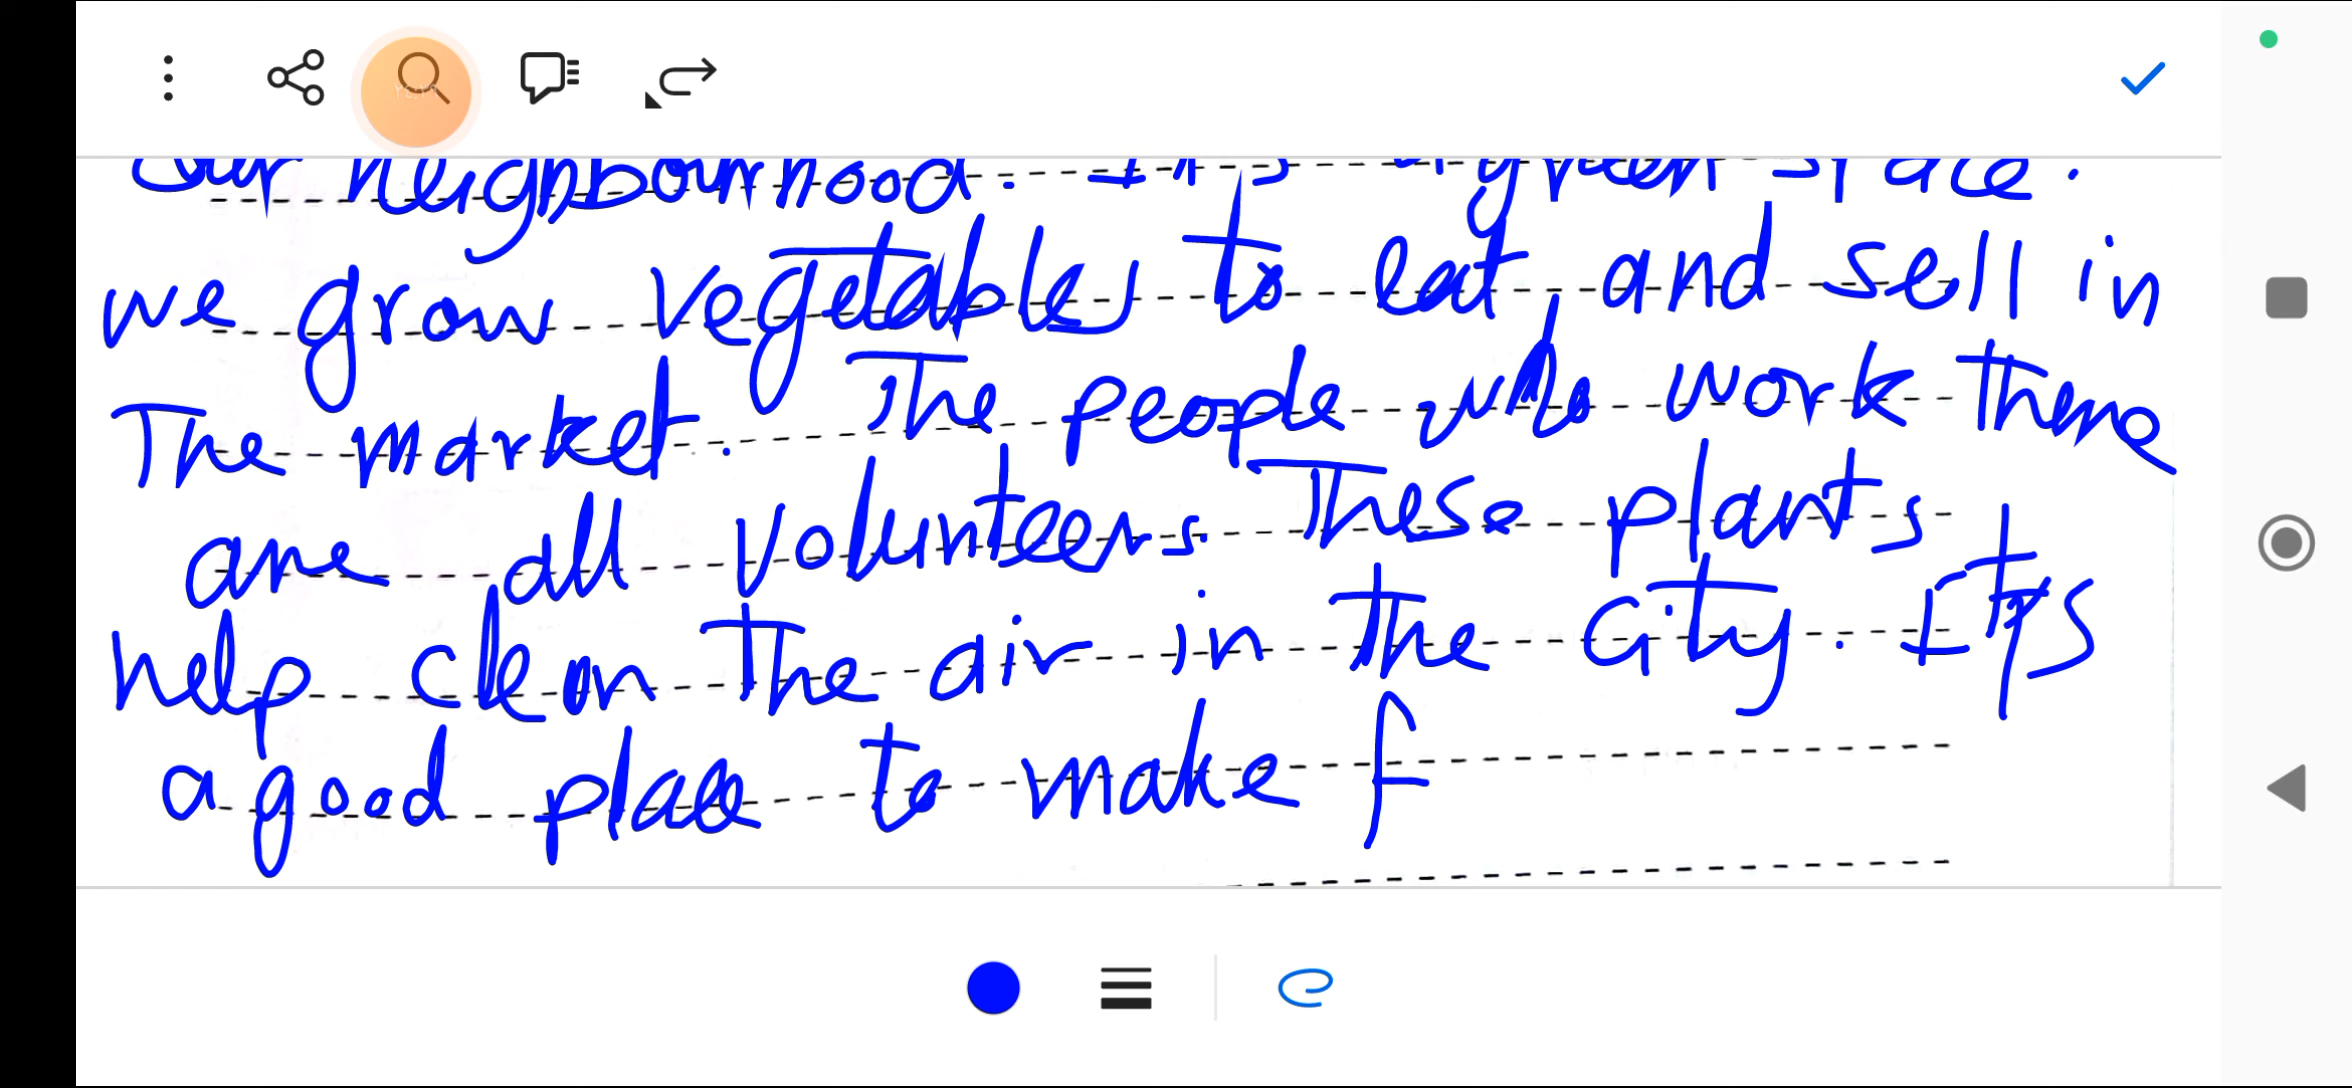 our neighbourhood. It's a green space.
we grow vegetables to eat and sell in
The market. The people who work there
are all volunteers. These plants
help clean The air in the City. It's
a good place to make f